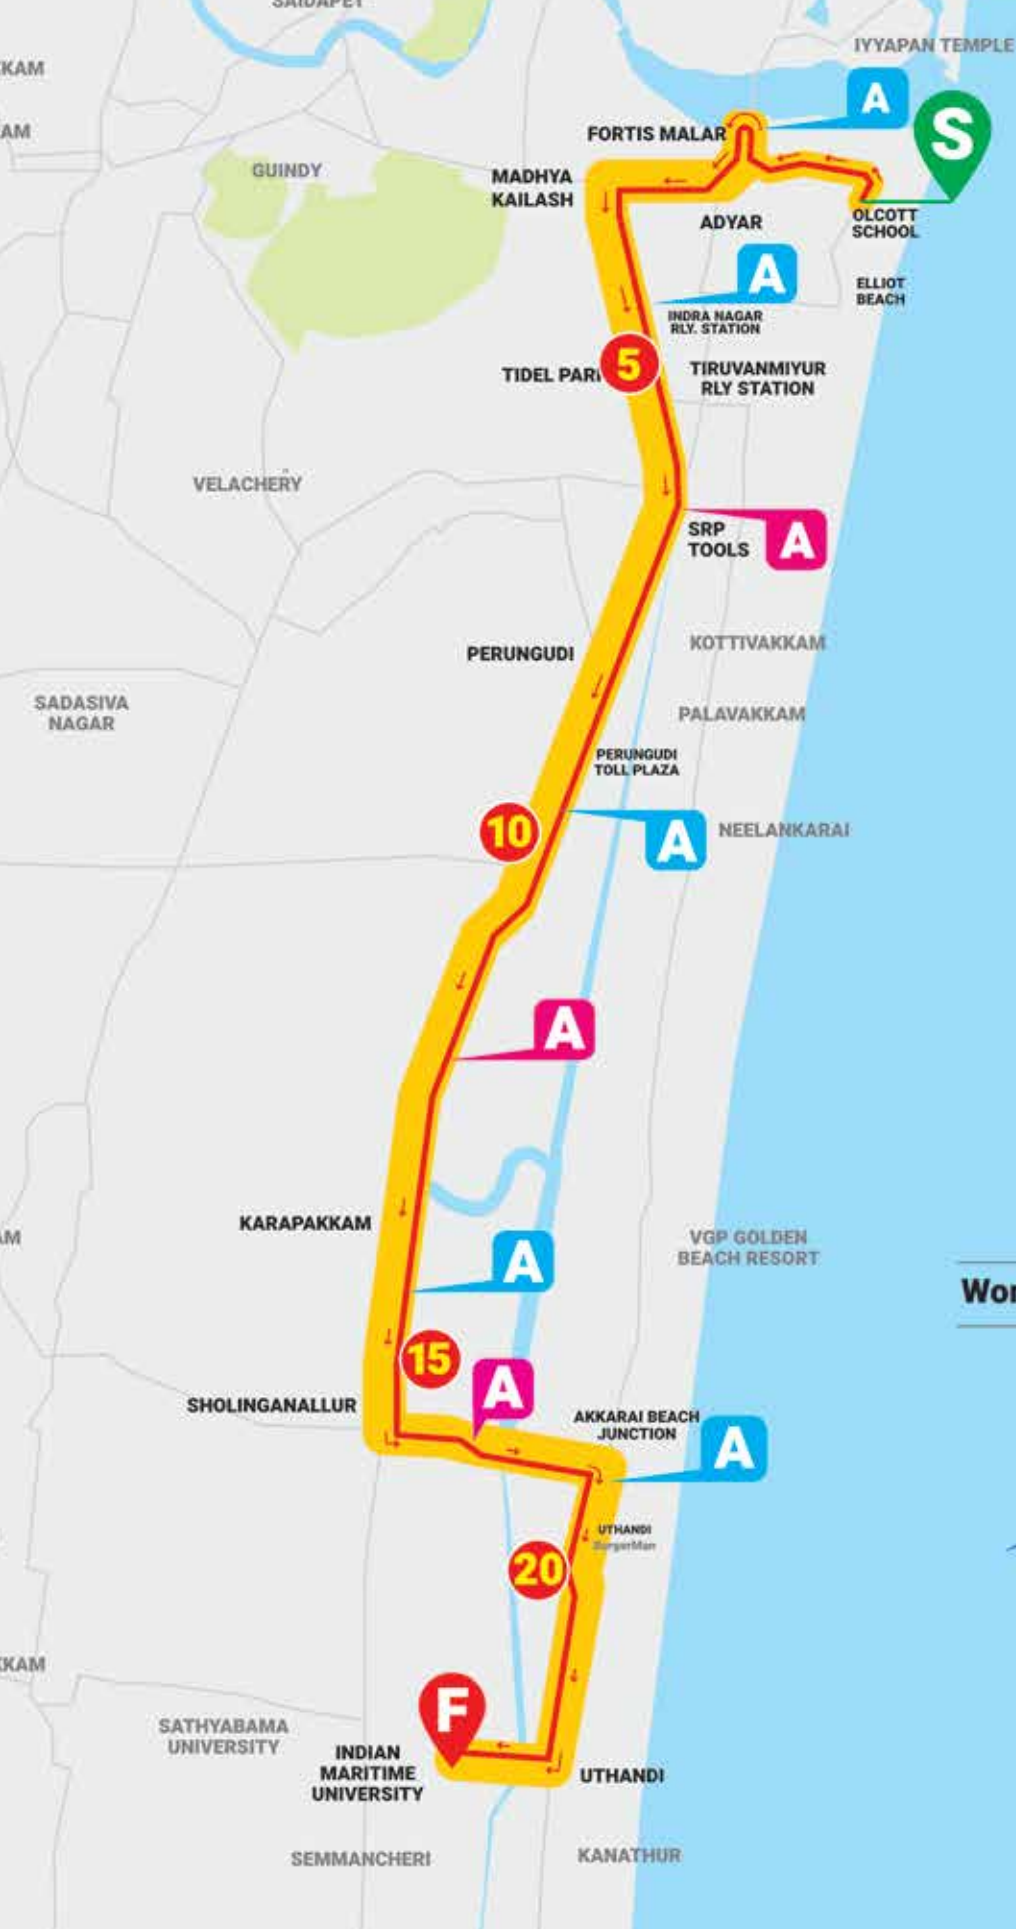 SAIDAPET
IYYAPAN TEMPLE
KAM
A
S
AM
FORTIS MALAR
GUINDY
MADHYA
KAILASH
ADYAR
OLCOTT
SCHOOL
A
ELLIOT
BEACH
INDRA NAGAR
RLY. STATION
TIDEL PAR
5
TIRUVANMIYUR
RLY STATION
VELACHERY
SRP
TOOLS
A
KOTTIVAKKAM
PERUNGUDI
SADASIVA
NAGAR
PALAVAKKAM
PERUNGUDI
TOLL PLAZA
10
A
NEELANKARAI
A
KARAPAKKAM
AM
VGP GOLDEN
BEACH RESORT
A
Wor
15
A
SHOLINGANALLUR
AKKARAI BEACH
JUNCTION
A
UTHANDI
BurgerMan
20
KAM
F
SATHYABAMA
UNIVERSITY
INDIAN
MARITIME
UNIVERSITY
UTHANDI
SEMMANCHERI
KANATHUR